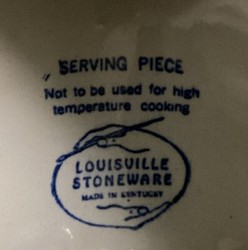 SERVING PIECE
Not to be used for high
temperature cooking
LOUISVILLE
STONEWARE
MADE IN KENTUCKY